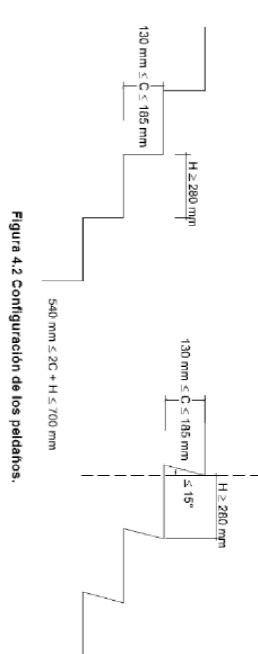 130 mm ≤ C ≤ 185 mm
H ≥ 280 mm
540 mm ≤ 2C + H ≤ 700 mm
130 mm ≤ C ≤ 185 mm
≤ 15°
H ≥ 280 mm
Figura 4.2 Configuración de los peldaños.